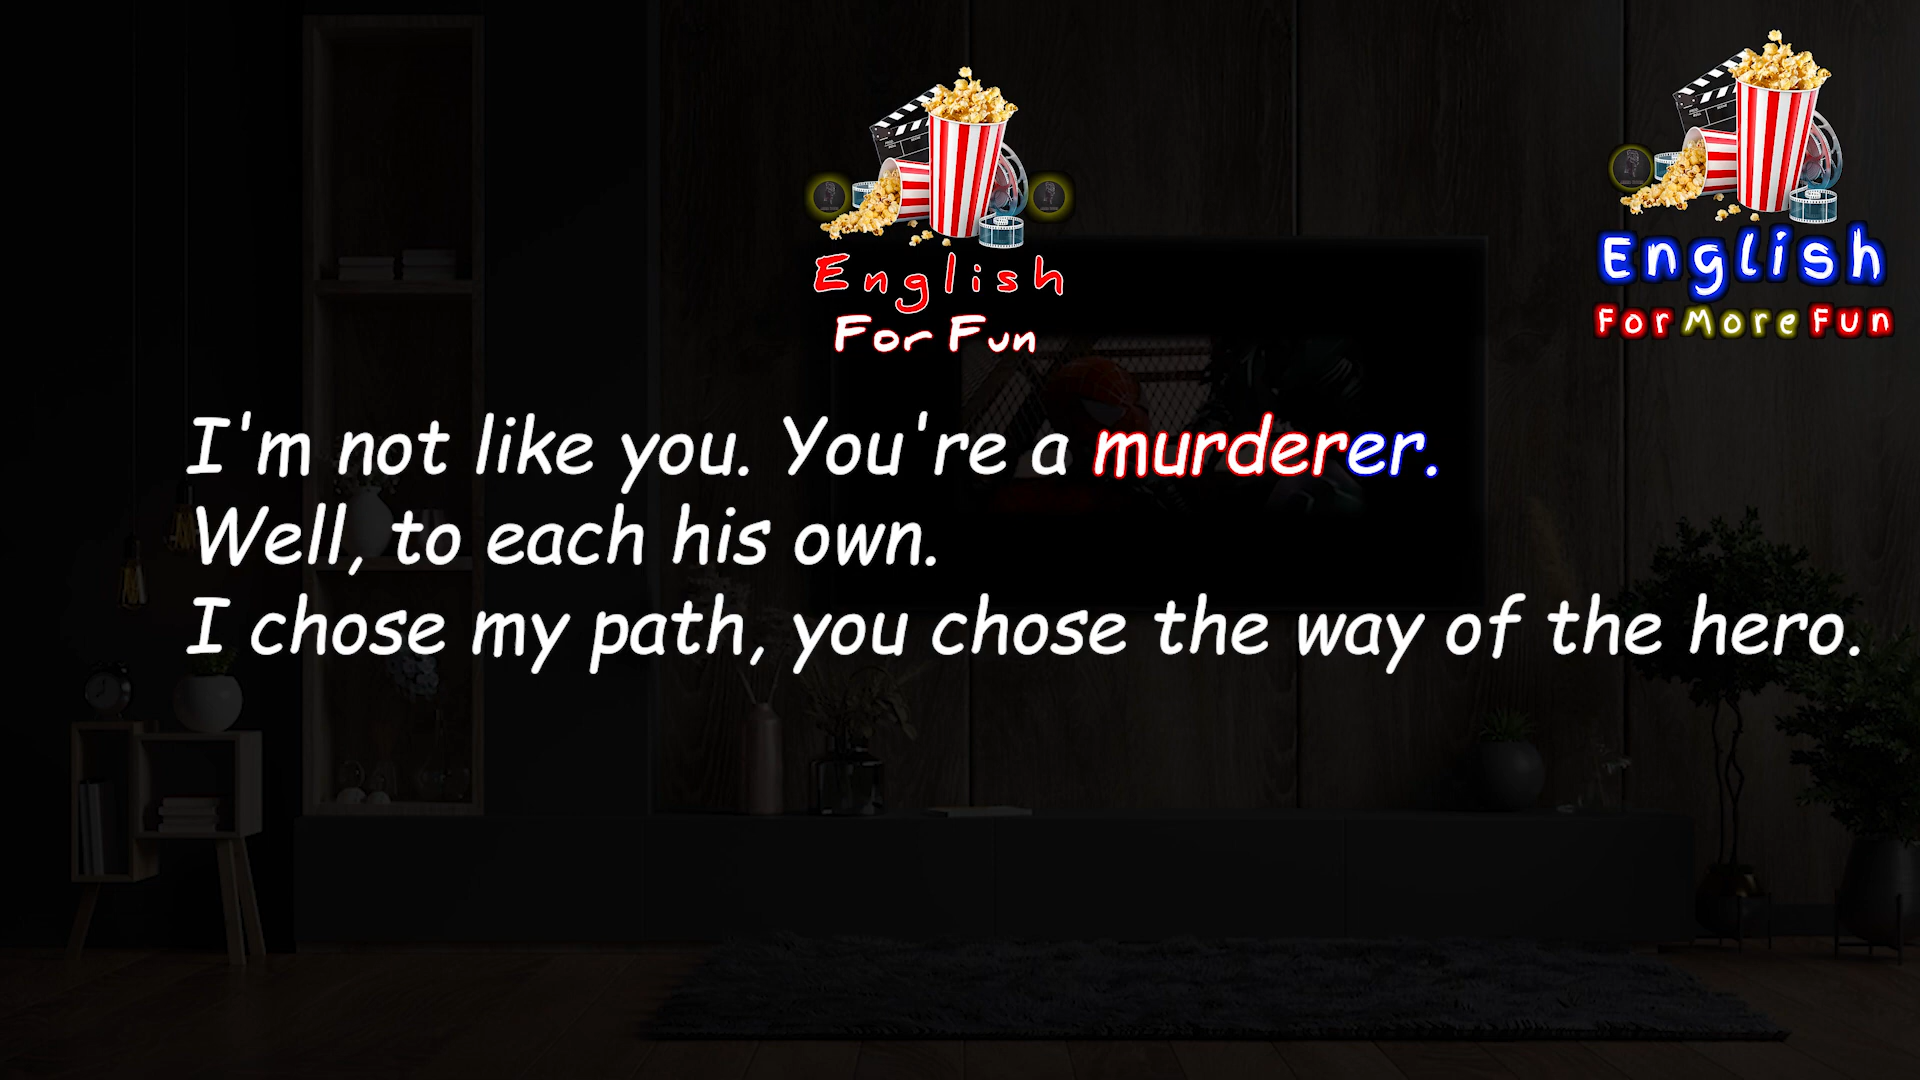 English
For Fun
English
For More Fun
I'm not like you. You're a murderer.
Well, to each his own.
I chose my path, you chose the way of the hero.